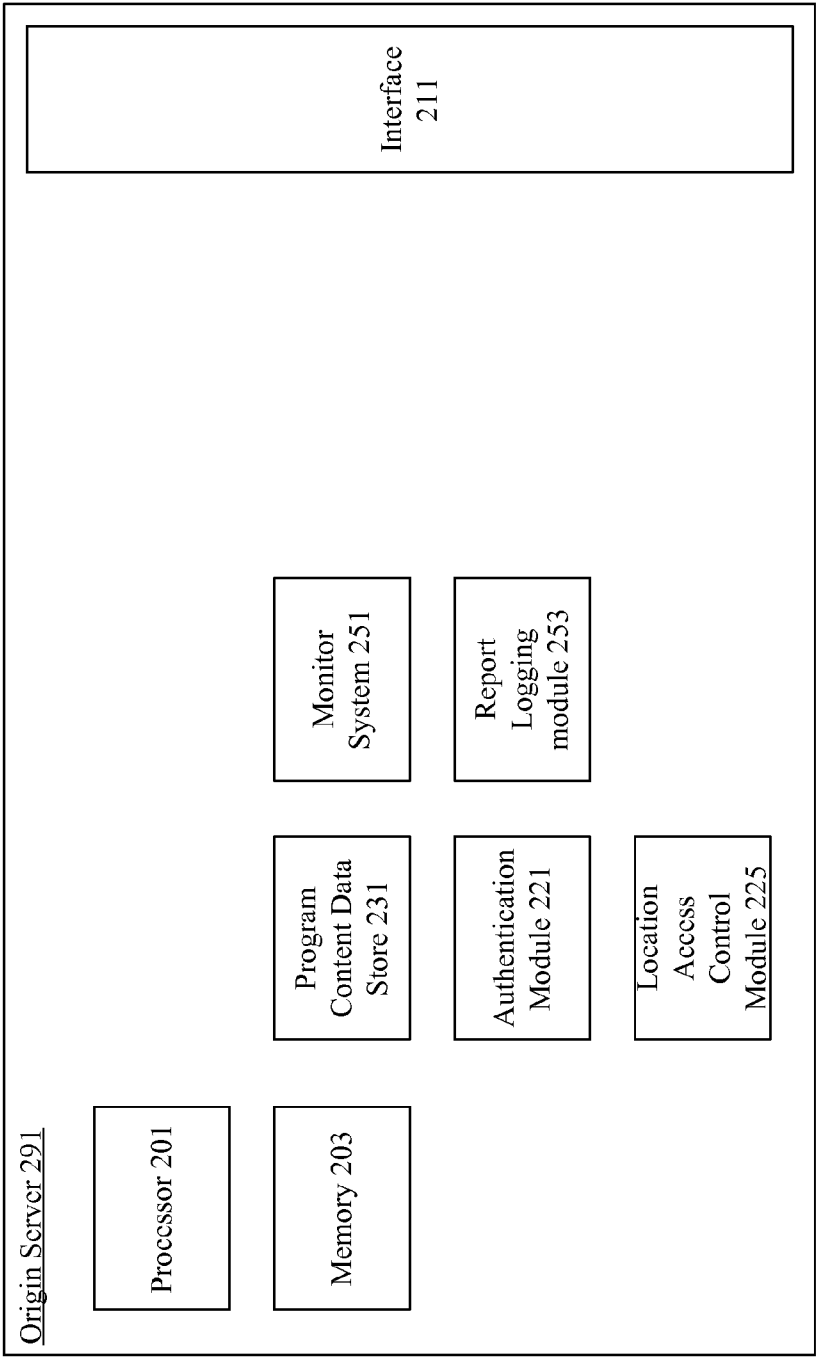 Origin Server 291
Processor 201
Memory 203
Program
Content Data
Store 231
Authentication
Module 221
Location
Access
Control
Module 225
Monitor
System 251
Report
Logging
module 253
Interface
211